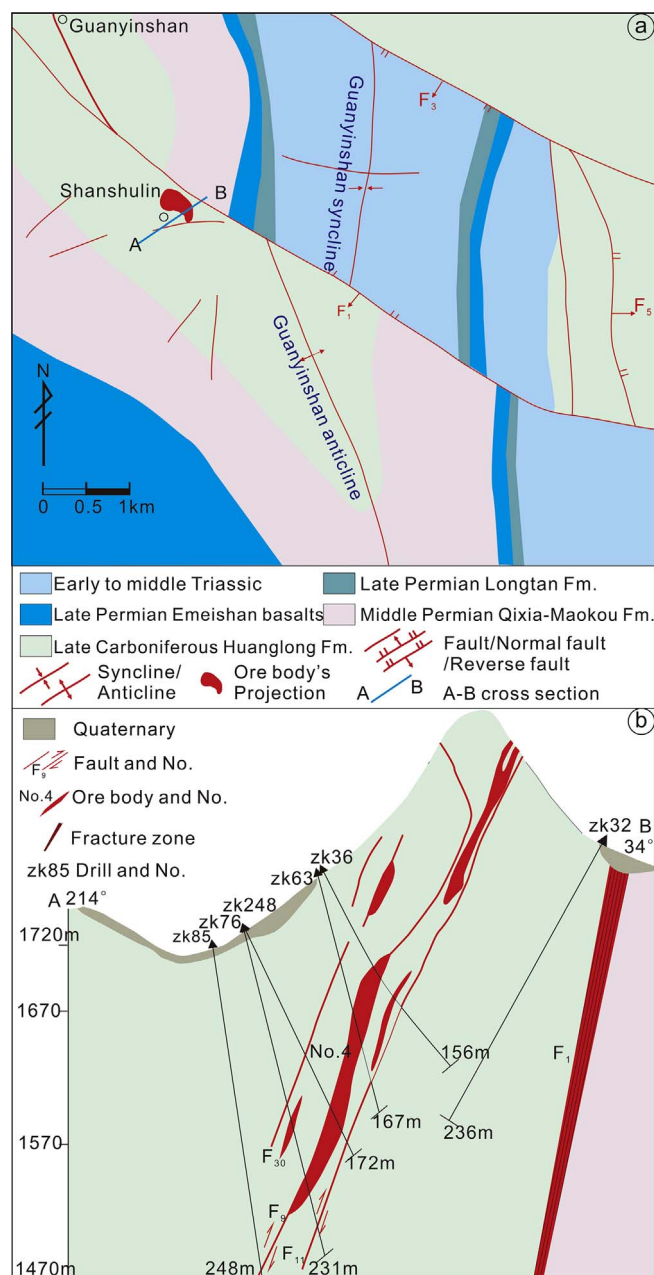 a
Guanyinshan
F3
Guanyinshan syncline
Shanshulin
B
A
F1
F5
Guanyinshan anticline
N
0 0.5 1km
Early to middle Triassic
Late Permian Longtan Fm.
Late Permian Emeishan basalts
Middle Permian Qixia-Maokou Fm.
Late Carboniferous Huanglong Fm.
Syncline/
Anticline
Ore body's
Projection
Fault/Normal fault
/Reverse fault
A B
A-B cross section
b
Quaternary
F9 Fault and No.
No.4 Ore body and No.
Fracture zone
zk85 Drill and No.
A 214°
zk32 B
34°
zk36
zk63
zk248
zk76
zk85
1720m
1670
1570
1470m
No.4
156m
167m
236m
172m
F1
F30
F9
F11
248m
231m